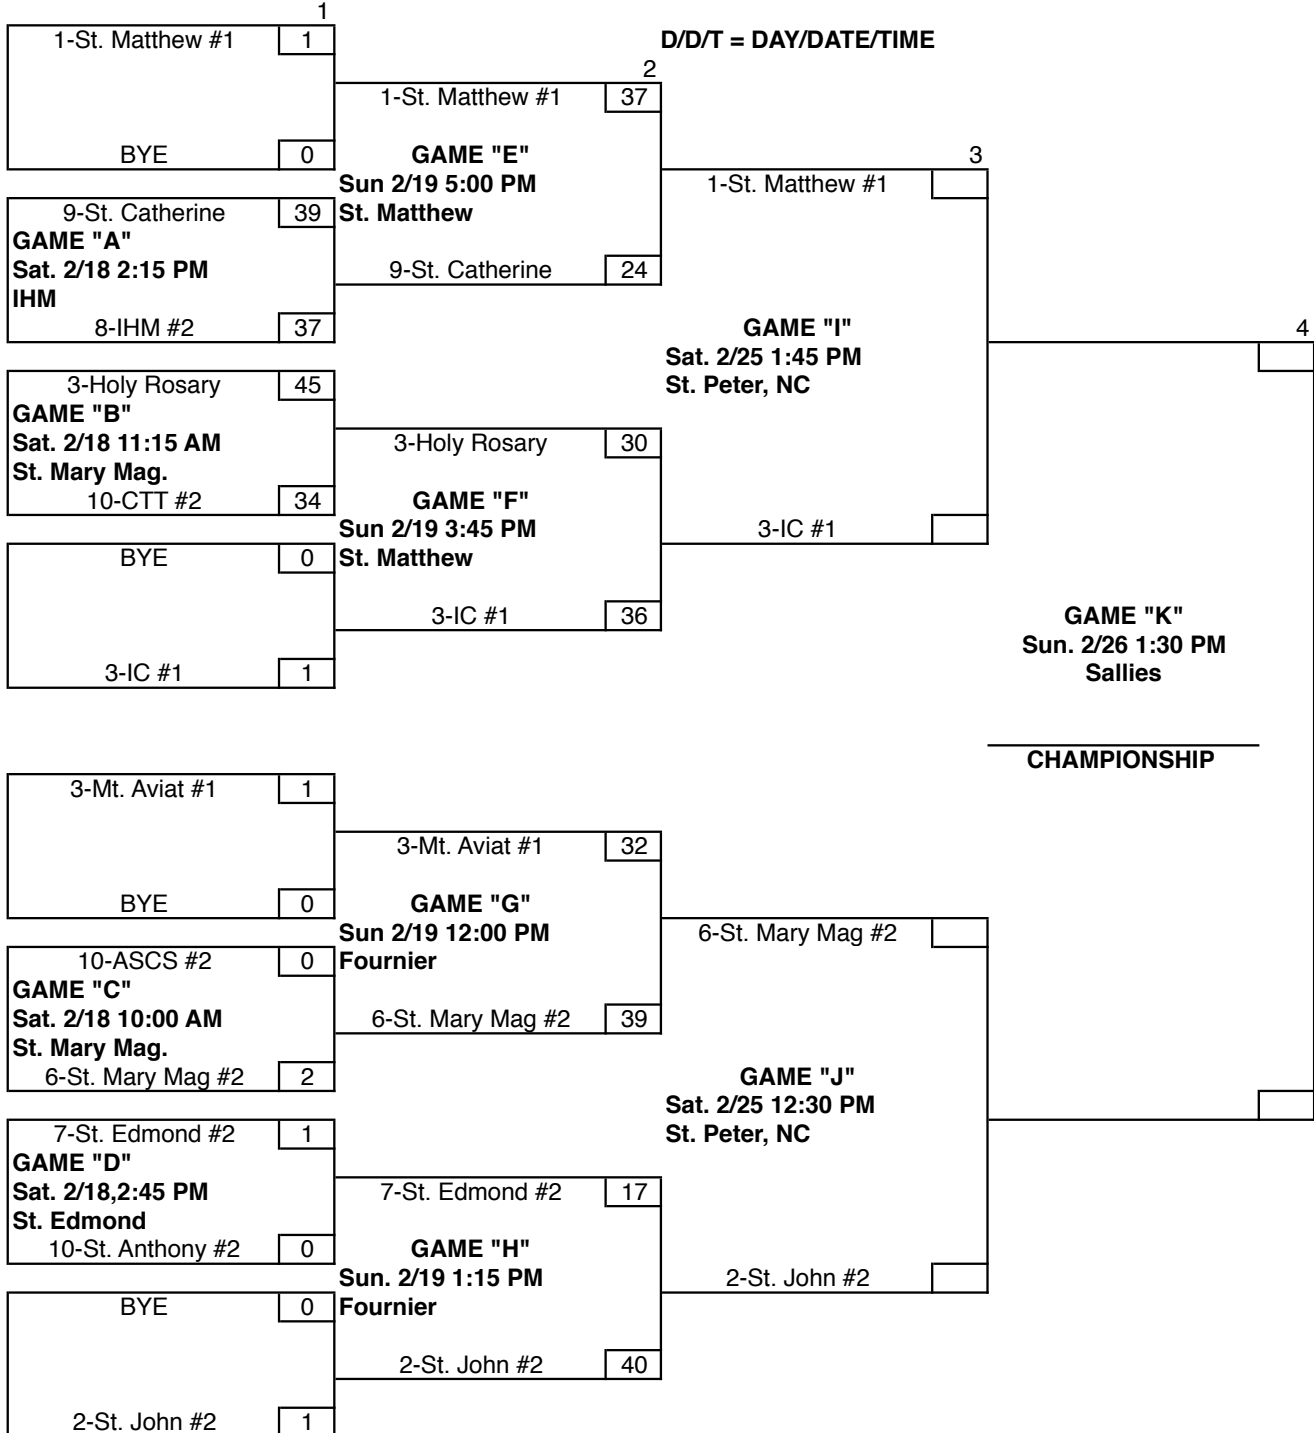 1
1-St. Matthew #1 1
D/D/T = DAY/DATE/TIME
2
1-St. Matthew #1 37
BYE 0
GAME "E"
3
Sun 2/19 5:00 PM
1-St. Matthew #1
9-St. Catherine 39
St. Matthew
GAME "A"
Sat. 2/18 2:15 PM
9-St. Catherine 24
IHM
8-IHM #2 37
GAME "I"
4
Sat. 2/25 1:45 PM
3-Holy Rosary 45
St. Peter, NC
GAME "B"
Sat. 2/18 11:15 AM
3-Holy Rosary 30
St. Mary Mag.
10-CTT #2 34
GAME "F"
Sun 2/19 3:45 PM
3-IC #1
BYE 0
St. Matthew
3-IC #1 36
GAME "K"
Sun. 2/26 1:30 PM
3-IC #1 1
Sallies
CHAMPIONSHIP
3-Mt. Aviat #1 1
3-Mt. Aviat #1 32
BYE 0
GAME "G"
Sun 2/19 12:00 PM
6-St. Mary Mag #2
10-ASCS #2 0
Fournier
GAME "C"
Sat. 2/18 10:00 AM
6-St. Mary Mag #2 39
St. Mary Mag.
6-St. Mary Mag #2 2
GAME "J"
Sat. 2/25 12:30 PM
7-St. Edmond #2 1
St. Peter, NC
GAME "D"
Sat. 2/18,2:45 PM
7-St. Edmond #2 17
St. Edmond
10-St. Anthony #2 0
GAME "H"
Sun. 2/19 1:15 PM
2-St. John #2
BYE 0
Fournier
2-St. John #2 40
2-St. John #2 1